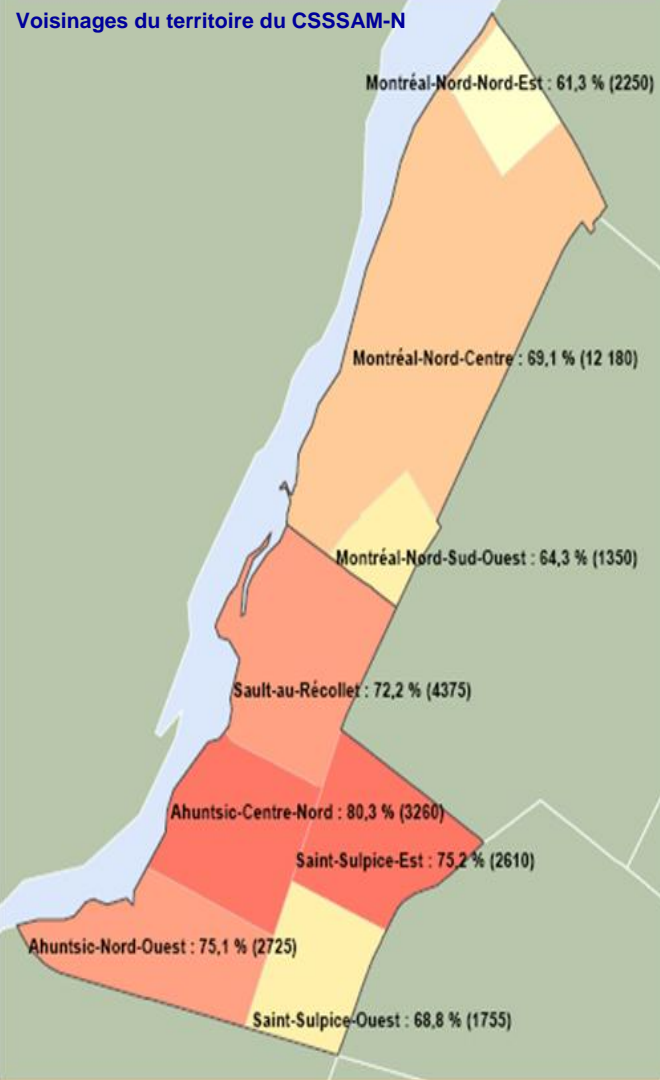 Voisinages du territoire du CSSSAM-N
Montréal-Nord-Nord-Est : 61,3 % (2250)
Montréal-Nord-Centre : 69,1 % (12 180)
Montréal-Nord-Sud-Ouest : 64,3 % (1350)
Sault-au-Récollet : 72,2 % (4375)
Ahuntsic-Centre-Nord : 80,3 % (3260)
Saint-Sulpice-Est : 75,2 % (2610)
Ahuntsic-Nord-Ouest : 75,1 % (2725)
Saint-Sulpice-Ouest : 68,8 % (1755)